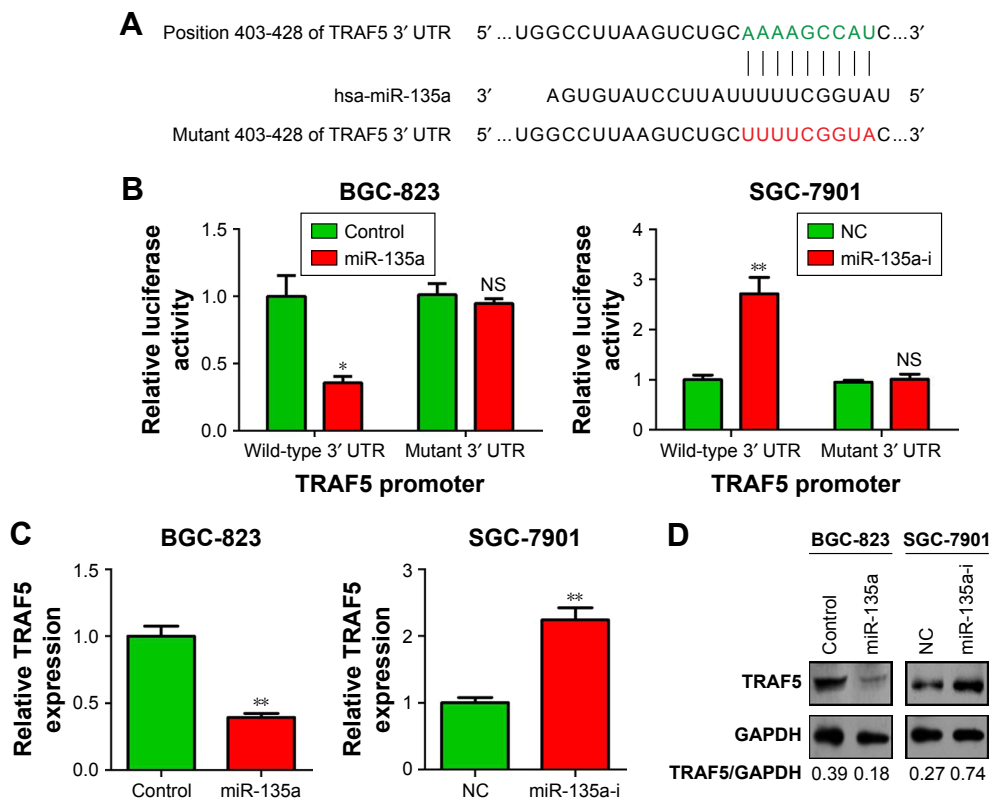 A
Position 403-428 of TRAF5 3′ UTR 5′ ...UGGCCUUAAGUCUGCAAAAGCCAUC...3′
hsa-miR-135a 3′ AGUGUAUCCUUAUUUUUCGGUAU 5′
Mutant 403-428 of TRAF5 3′ UTR 5′ ...UGGCCUUAAGUCUGCUUUUCGGUAC...3′
B
BGC-823
Relative luciferase
activity
1.5
1.0
0.5
0.0
Control
miR-135a
*
NS
Wild-type 3′ UTR Mutant 3′ UTR
TRAF5 promoter
SGC-7901
Relative luciferase
activity
4
3
2
1
0
NC
miR-135a-i
**
NS
Wild-type 3′ UTR Mutant 3′ UTR
TRAF5 promoter
C
BGC-823
Relative TRAF5
expression
1.5
1.0
0.5
0.0
**
Control miR-135a
SGC-7901
Relative TRAF5
expression
3
2
1
0
**
NC miR-135a-i
D
BGC-823 SGC-7901
Control miR-135a NC miR-135a-i
TRAF5
GAPDH
TRAF5/GAPDH 0.39 0.18 0.27 0.74